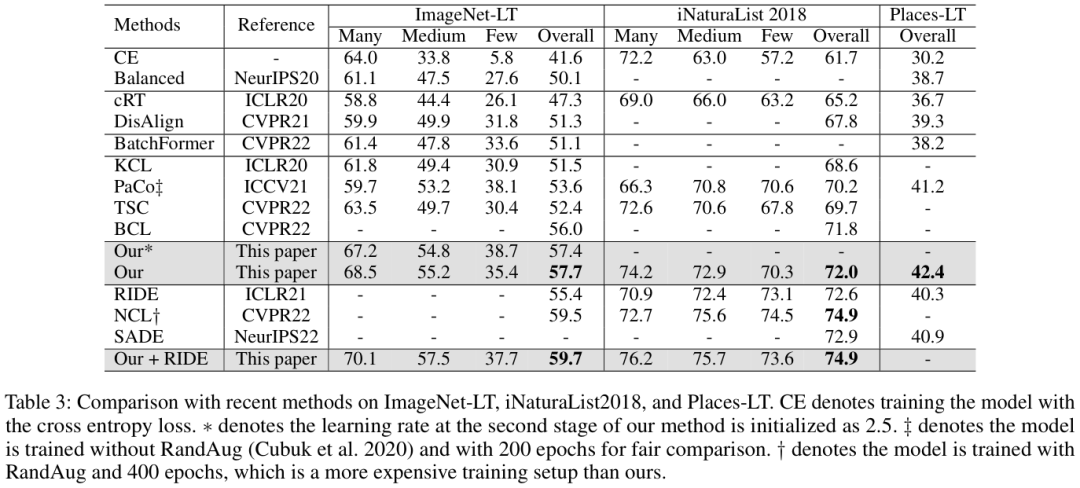 Methods Reference ImageNet-LT iNaturaList 2018 Places-LT
Many Medium Few Overall Many Medium Few Overall Overall
CE - 64.0 33.8 5.8 41.6 72.2 63.0 57.2 61.7 30.2
Balanced NeurIPS20 61.1 47.5 27.6 50.1 - - - - 38.7
cRT ICLR20 58.8 44.4 26.1 47.3 69.0 66.0 63.2 65.2 36.7
DisAlign CVPR21 59.9 49.9 31.8 51.3 - - - 67.8 39.3
BatchFormer CVPR22 61.4 47.8 33.6 51.1 - - - - 38.2
KCL ICLR20 61.8 49.4 30.9 51.5 - - - 68.6 -
PaCo‡ ICCV21 59.7 53.2 38.1 53.6 66.3 70.8 70.6 70.2 41.2
TSC CVPR22 63.5 49.7 30.4 52.4 72.6 70.6 67.8 69.7 -
BCL CVPR22 - - - 56.0 - - - 71.8 -
Our* This paper 67.2 54.8 38.7 57.4 - - - - -
Our This paper 68.5 55.2 35.4 57.7 74.2 72.9 70.3 72.0 42.4
RIDE ICLR21 - - - 55.4 70.9 72.4 73.1 72.6 40.3
NCL† CVPR22 - - - 59.5 72.7 75.6 74.5 74.9 -
SADE NeurIPS22 - - - - - - - 72.9 40.9
Our + RIDE This paper 70.1 57.5 37.7 59.7 76.2 75.7 73.6 74.9 -
Table 3: Comparison with recent methods on ImageNet-LT, iNaturaList2018, and Places-LT. CE denotes training the model with
the cross entropy loss. ∗ denotes the learning rate at the second stage of our method is initialized as 2.5. ‡ denotes the model
is trained without RandAug (Cubuk et al. 2020) and with 200 epochs for fair comparison. † denotes the model is trained with
RandAug and 400 epochs, which is a more expensive training setup than ours.